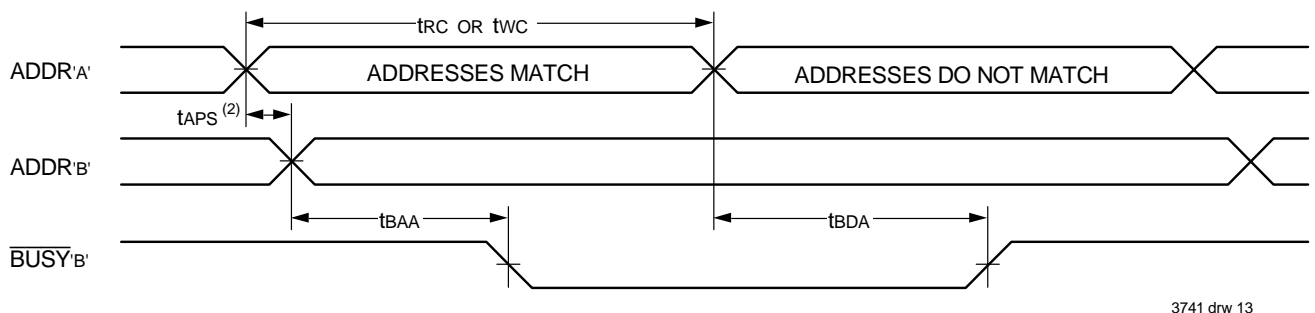 tRC OR tWC
ADDR'A'
ADDRESSES MATCH
ADDRESSES DO NOT MATCH
tAPS (2)
ADDR'B'
tBAA
tBDA
BUSY'B'
3741 drw 13